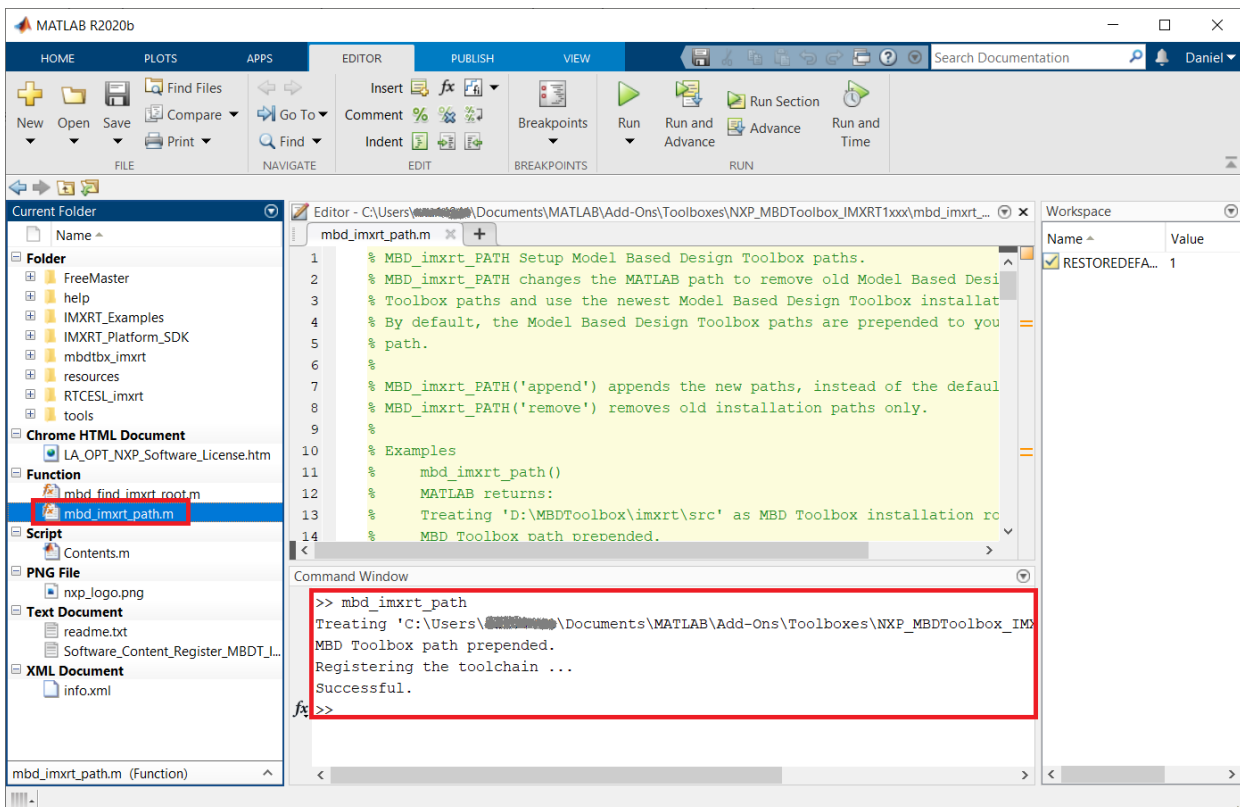 MATLAB R2020b
HOME PLOTS APPS EDITOR PUBLISH VIEW Search Documentation Daniel
New Open Save Find Files Compare Print
FILE
Go To Find
NAVIGATE
Insert fx
Comment %
Indent
EDIT
Breakpoints
BREAKPOINTS
Run Run and Advance Run Section Advance Run and Time
RUN
Current Folder
Name
Folder
FreeMaster
help
IMXRT_Examples
IMXRT_Platform_SDK
mbdtbx_imxrt
resources
RTCESL_imxrt
tools
Chrome HTML Document
LA_OPT_NXP_Software_License.htm
Function
mbd_find_imxrt_root.m
mbd_imxrt_path.m
Script
Contents.m
PNG File
nxp_logo.png
Text Document
readme.txt
Software_Content_Register_MBDT_I...
XML Document
info.xml
mbd_imxrt_path.m (Function)
Editor - C:\Users\ \Documents\MATLAB\Add-Ons\Toolboxes\NXP_MBDToolbox_IMXRT1xxx\mbd_imxrt_...
mbd_imxrt_path.m
1 % MBD_imxrt_PATH Setup Model Based Design Toolbox paths.
2 % MBD_imxrt_PATH changes the MATLAB path to remove old Model Based Desi
3 % Toolbox paths and use the newest Model Based Design Toolbox installat
4 % By default, the Model Based Design Toolbox paths are prepended to you
5 % path.
6 %
7 % MBD_imxrt_PATH('append') appends the new paths, instead of the defaul
8 % MBD_imxrt_PATH('remove') removes old installation paths only.
9 %
10 % Examples
11 % mbd_imxrt_path()
12 % MATLAB returns:
13 % Treating 'D:\MBDToolbox\imxrt\src' as MBD Toolbox installation ro
14 % MBD Toolbox path prepended.
Command Window
>> mbd_imxrt_path
Treating 'C:\Users\ \Documents\MATLAB\Add-Ons\Toolboxes\NXP_MBDToolbox_IMX
MBD Toolbox path prepended.
Registering the toolchain ...
Successful.
fx >>
Workspace
Name Value
RESTOREDEFA... 1